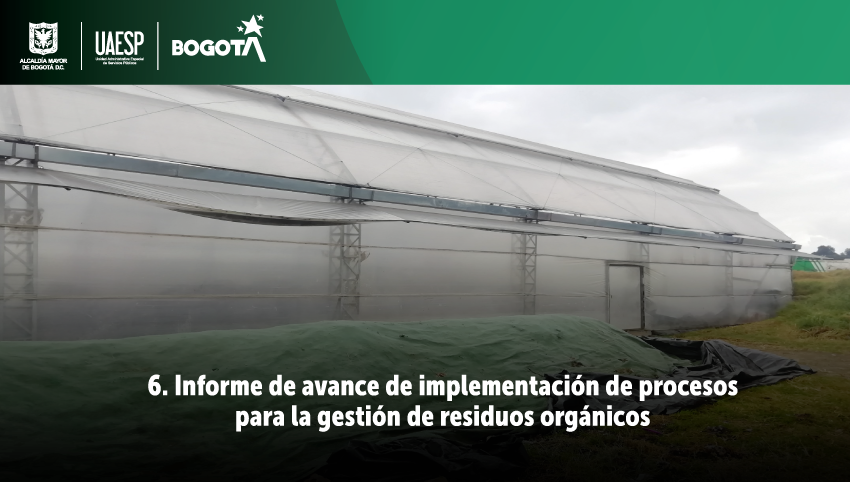 ALCALDÍA MAYOR
DE BOGOTÁ D.C.
UAESP
Unidad Administrativa Especial
de Servicios Públicos
BOGOTÁ
6. Informe de avance de implementación de procesos
para la gestión de residuos orgánicos